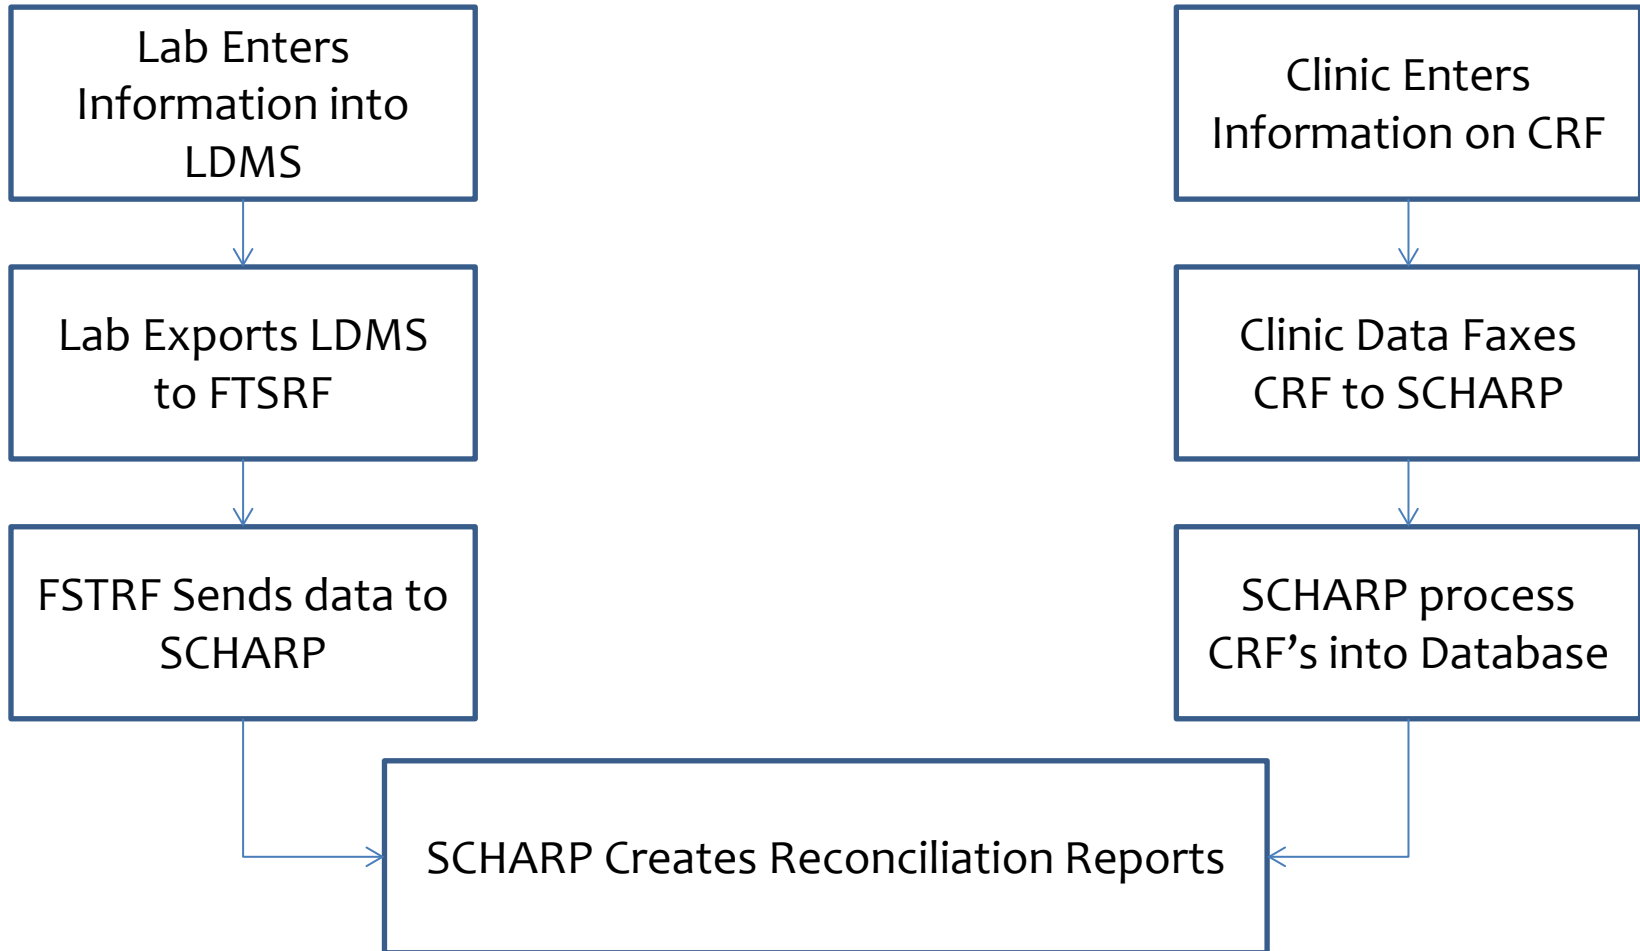 Lab Enters
Information into
LDMS
Lab Exports LDMS
to FTSRF
FSTRF Sends data to
SCHARP
Clinic Enters
Information on CRF
Clinic Data Faxes
CRF to SCHARP
SCHARP process
CRF’s into Database
SCHARP Creates Reconciliation Reports